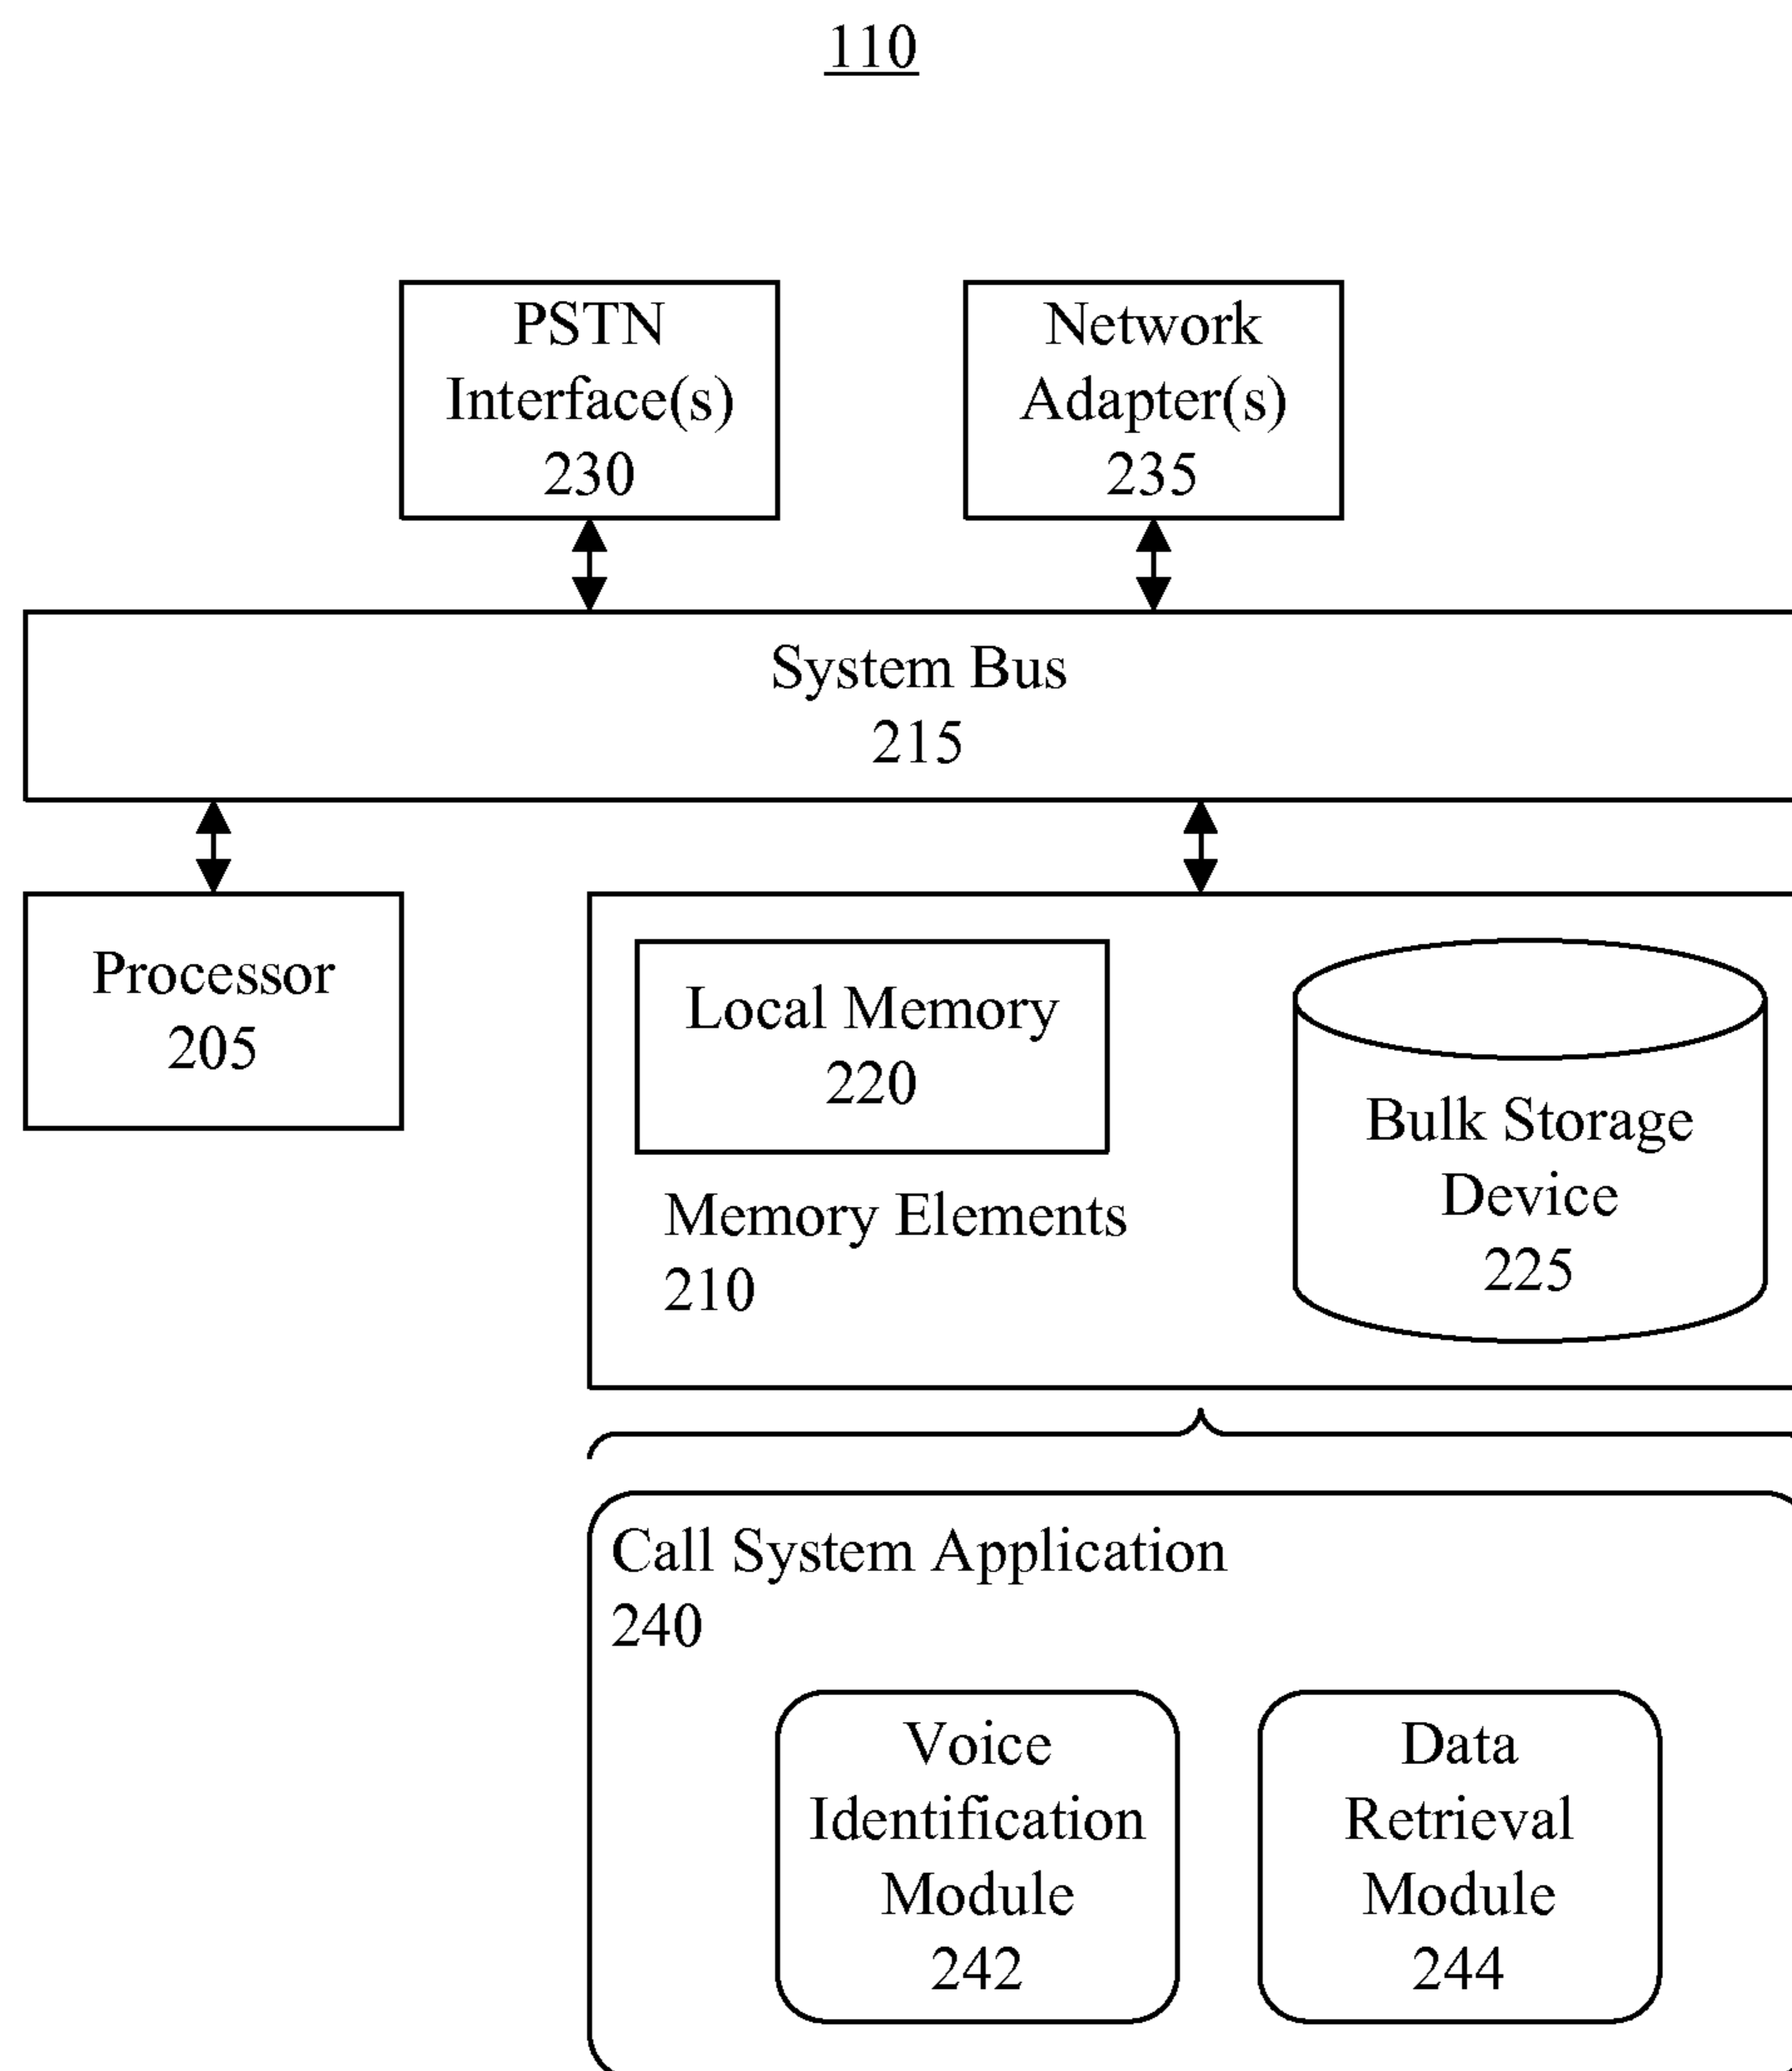 110
PSTN
Interface(s)
230
Network
Adapter(s)
235
System Bus
215
Processor
205
Local Memory
220
Memory Elements
210
Bulk Storage
Device
225
Call System Application
240
Voice
Identification
Module
242
Data
Retrieval
Module
244